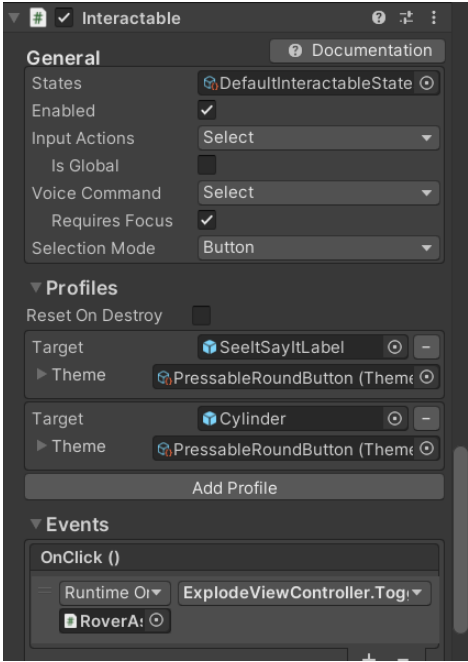 Interactable
General
Documentation
States DefaultInteractableState
Enabled
Input Actions Select
Is Global
Voice Command Select
Requires Focus
Selection Mode Button
Profiles
Reset On Destroy
Target SeeItSayItLabel
Theme PressableRoundButton (Theme
Target Cylinder
Theme PressableRoundButton (Theme
Add Profile
Events
OnClick ()
Runtime Or ExplodeViewController.Togg
RoverAs